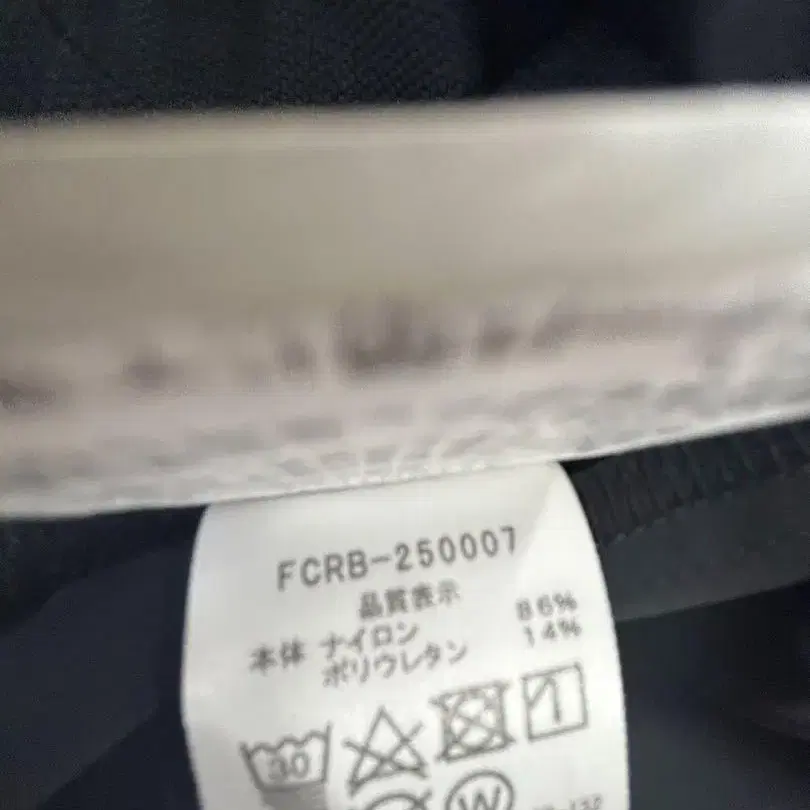 FCRB-250007
品質表示
本体 ナイロン 86%
ポリウレタン 14%
30
W